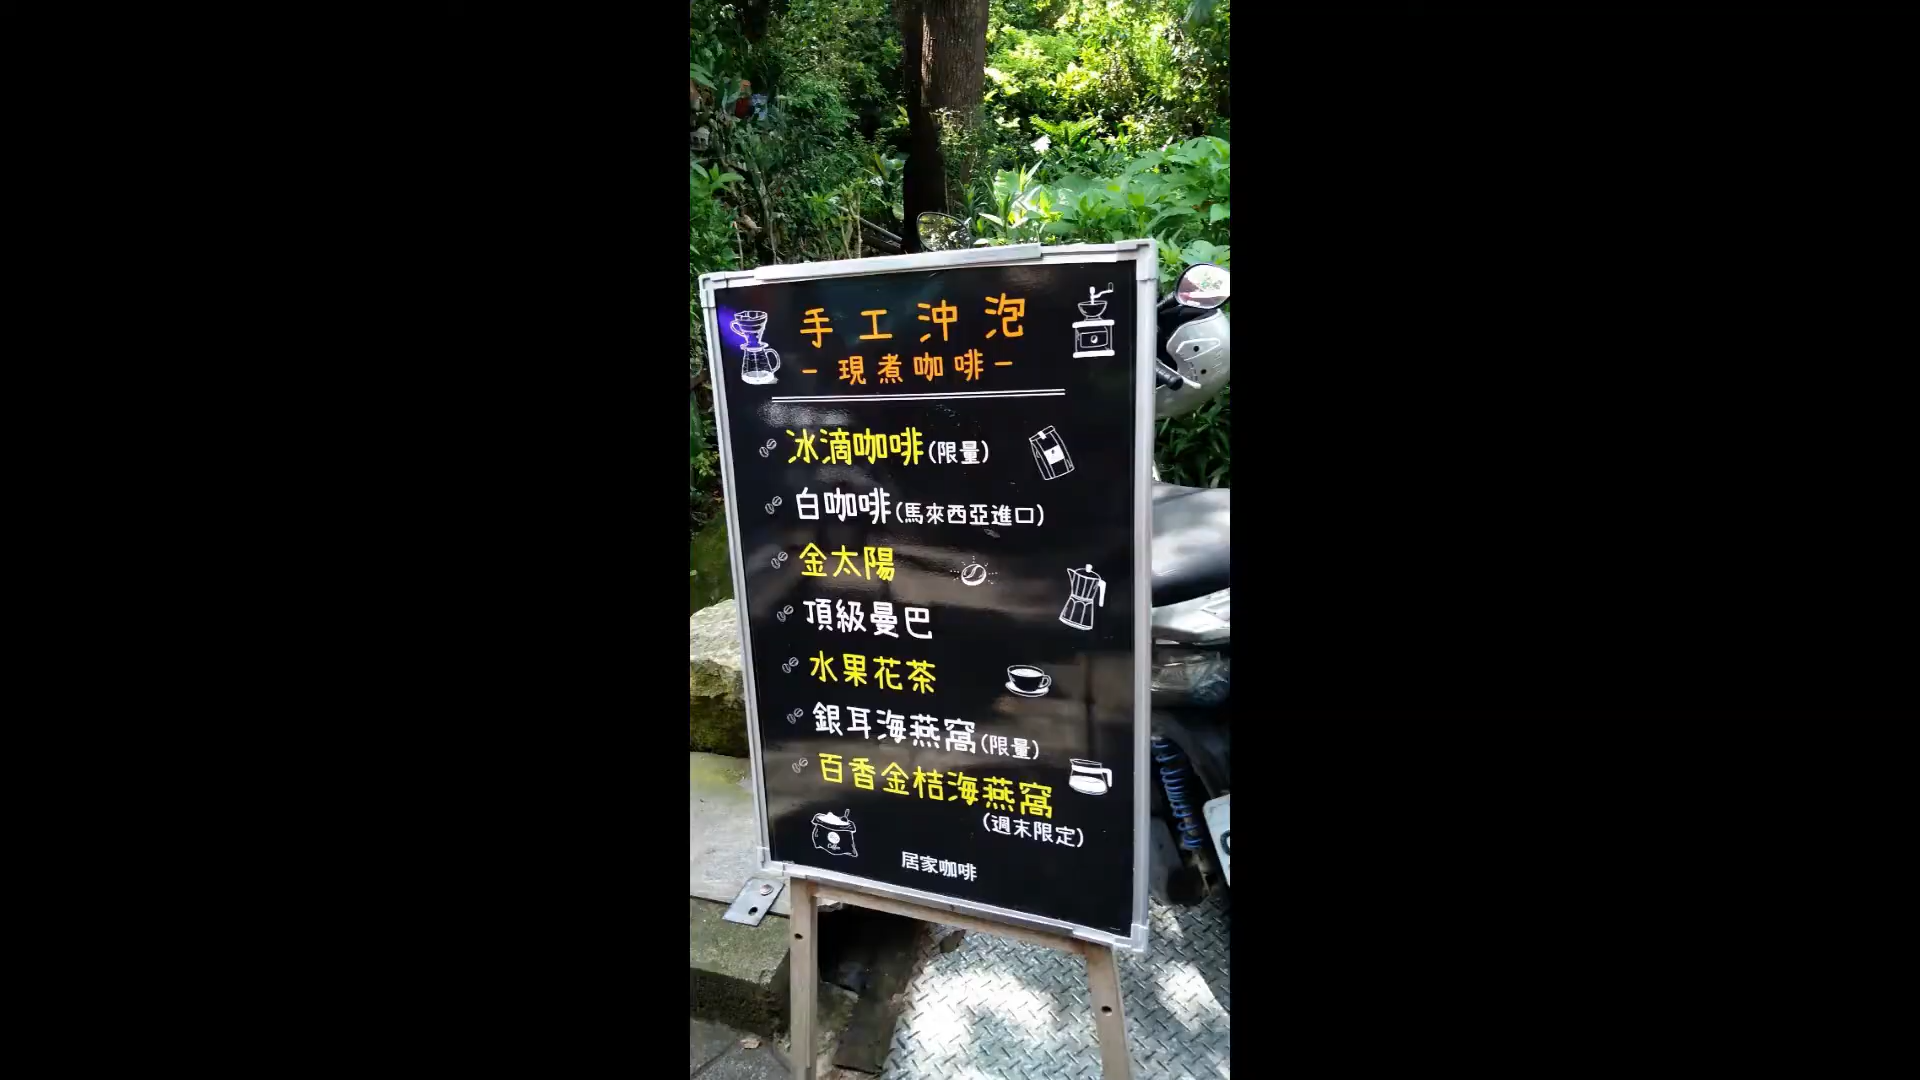 手工沖泡
-現煮咖啡-
冰滴咖啡(限量)
白咖啡(馬來西亞進口)
金太陽
頂級曼巴
水果花茶
銀耳海燕窩(限量)
百香金桔海燕窩
(週末限定)
Coffee
居家咖啡